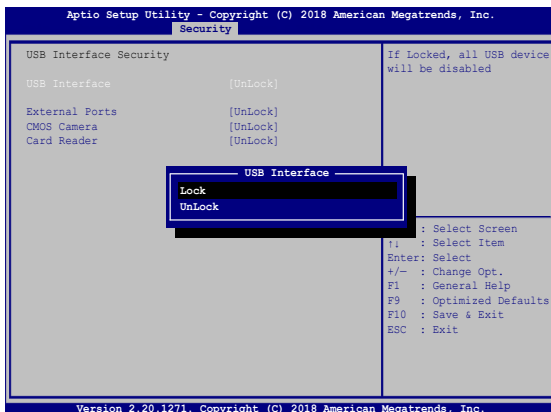 Aptio Setup Utility - Copyright (C) 2018 American Megatrends, Inc.
Security
USB Interface Security
USB Interface [UnLock]
External Ports [UnLock]
CMOS Camera [UnLock]
Card Reader [UnLock]
If Locked, all USB device
will be disabled
USB Interface
Lock
UnLock
: Select Screen
↑↓ : Select Item
Enter: Select
+/— : Change Opt.
F1 : General Help
F9 : Optimized Defaults
F10 : Save & Exit
ESC : Exit
Version 2.20.1271. Copyright (C) 2018 American Megatrends, Inc.